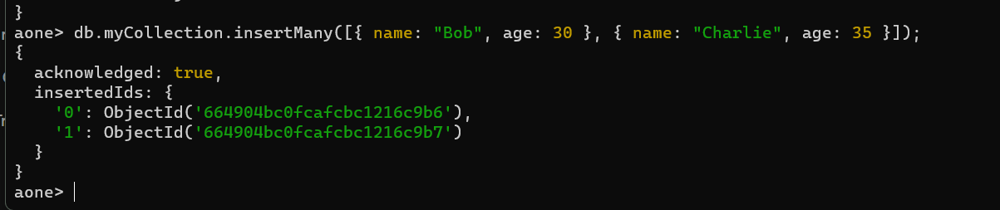 }
aone> db.myCollection.insertMany([{ name: "Bob", age: 30 }, { name: "Charlie", age: 35 }]);
{
  acknowledged: true,
  insertedIds: {
    '0': ObjectId('664904bc0fcafcbc1216c9b6'),
    '1': ObjectId('664904bc0fcafcbc1216c9b7')
  }
}
aone>